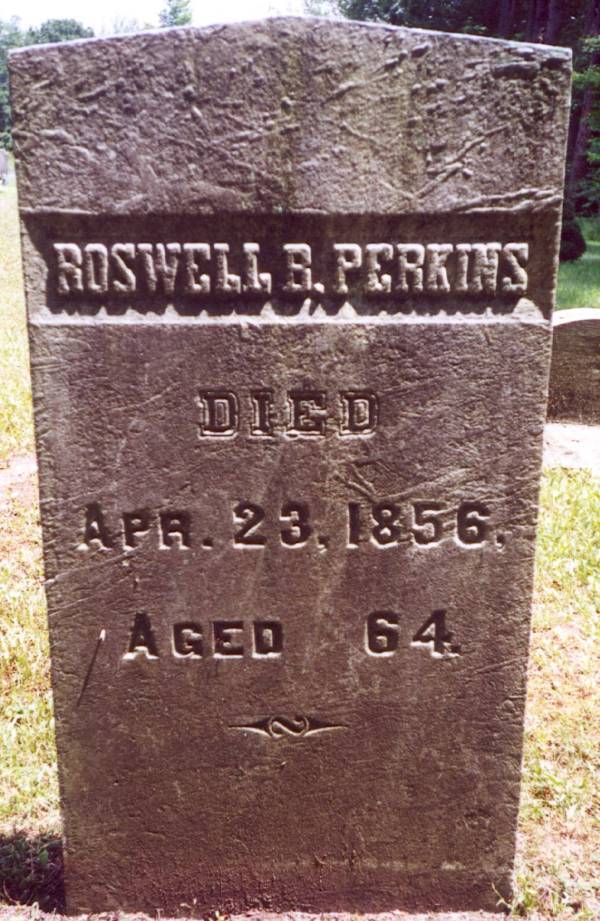 ROSWELL B. PERKINS
DIED
APR. 23, 1856,
AGED 64.